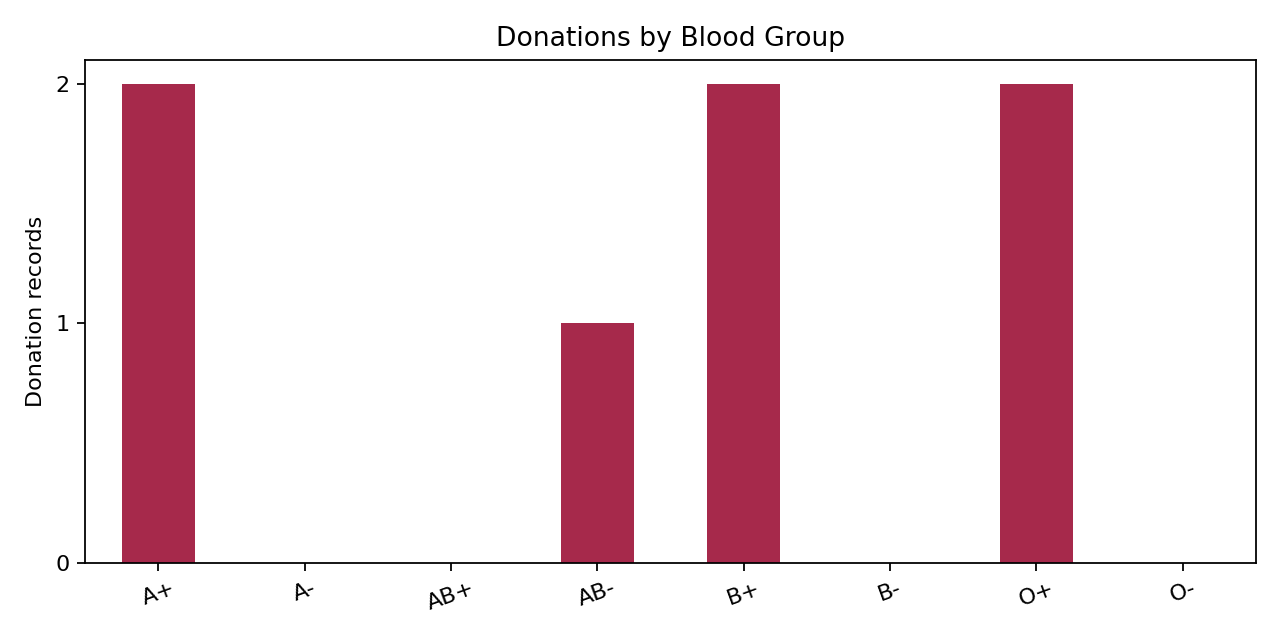 Donations by Blood Group
Donation records
2
1
0
A+ A- AB+ AB- B+ B- O+ O-